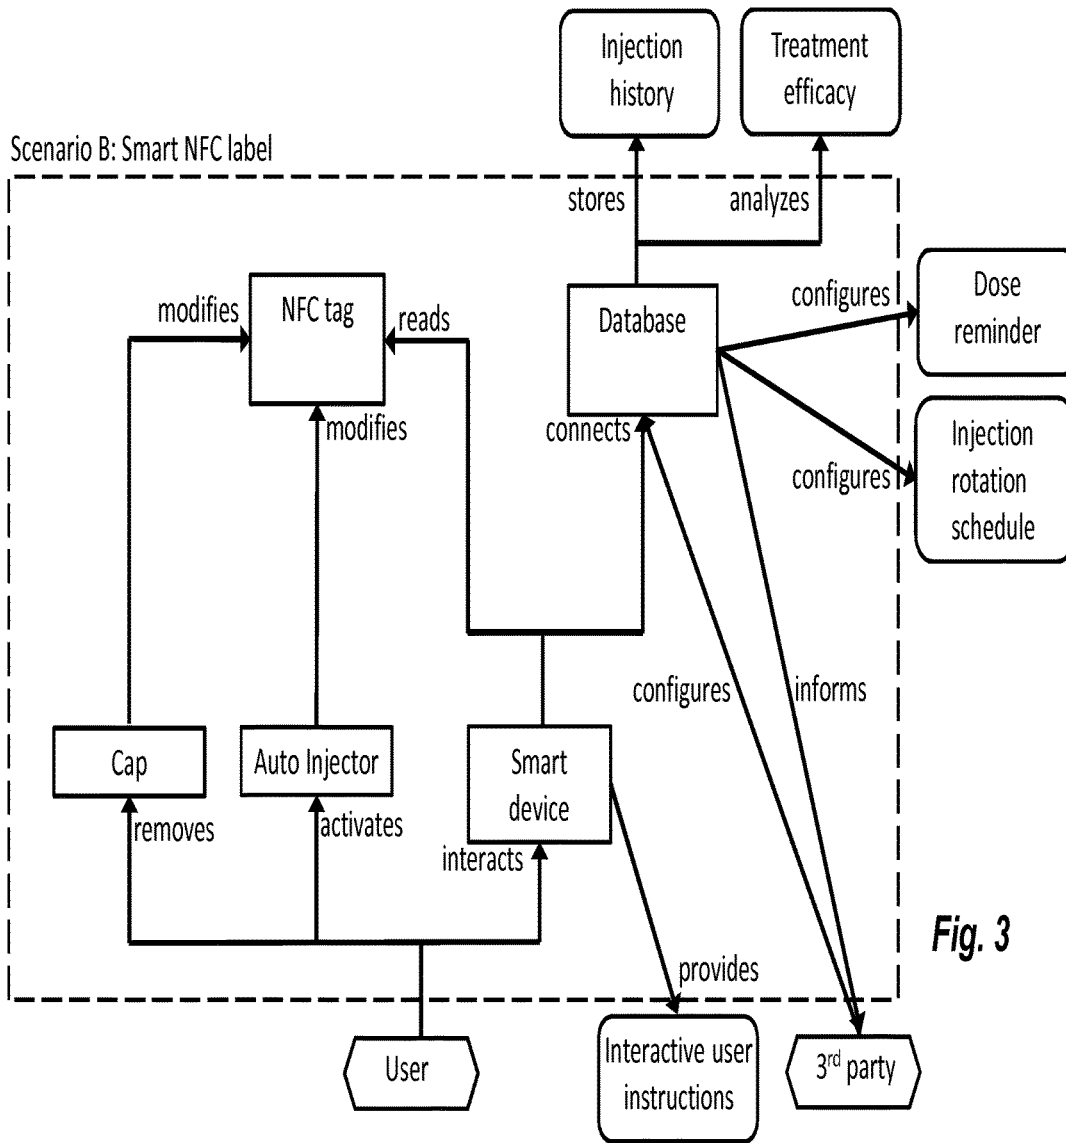 Injection
history
Treatment
efficacy
Scenario B: Smart NFC label
stores
analyzes
modifies
NFC tag
reads
Database
configures
Dose
reminder
modifies
connects
configures
Injection
rotation
schedule
configures
informs
Cap
Auto Injector
Smart
device
removes
activates
interacts
Fig. 3
provides
User
Interactive user
instructions
3rd party